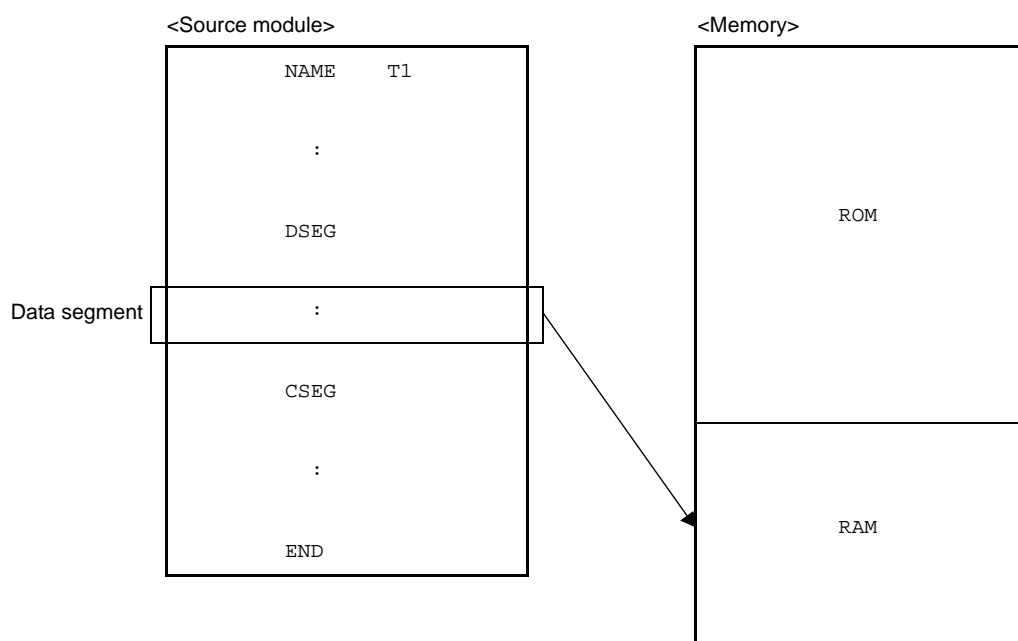 <Source module>
NAME T1
:
DSEG
Data segment
:
CSEG
:
END
<Memory>
ROM
RAM